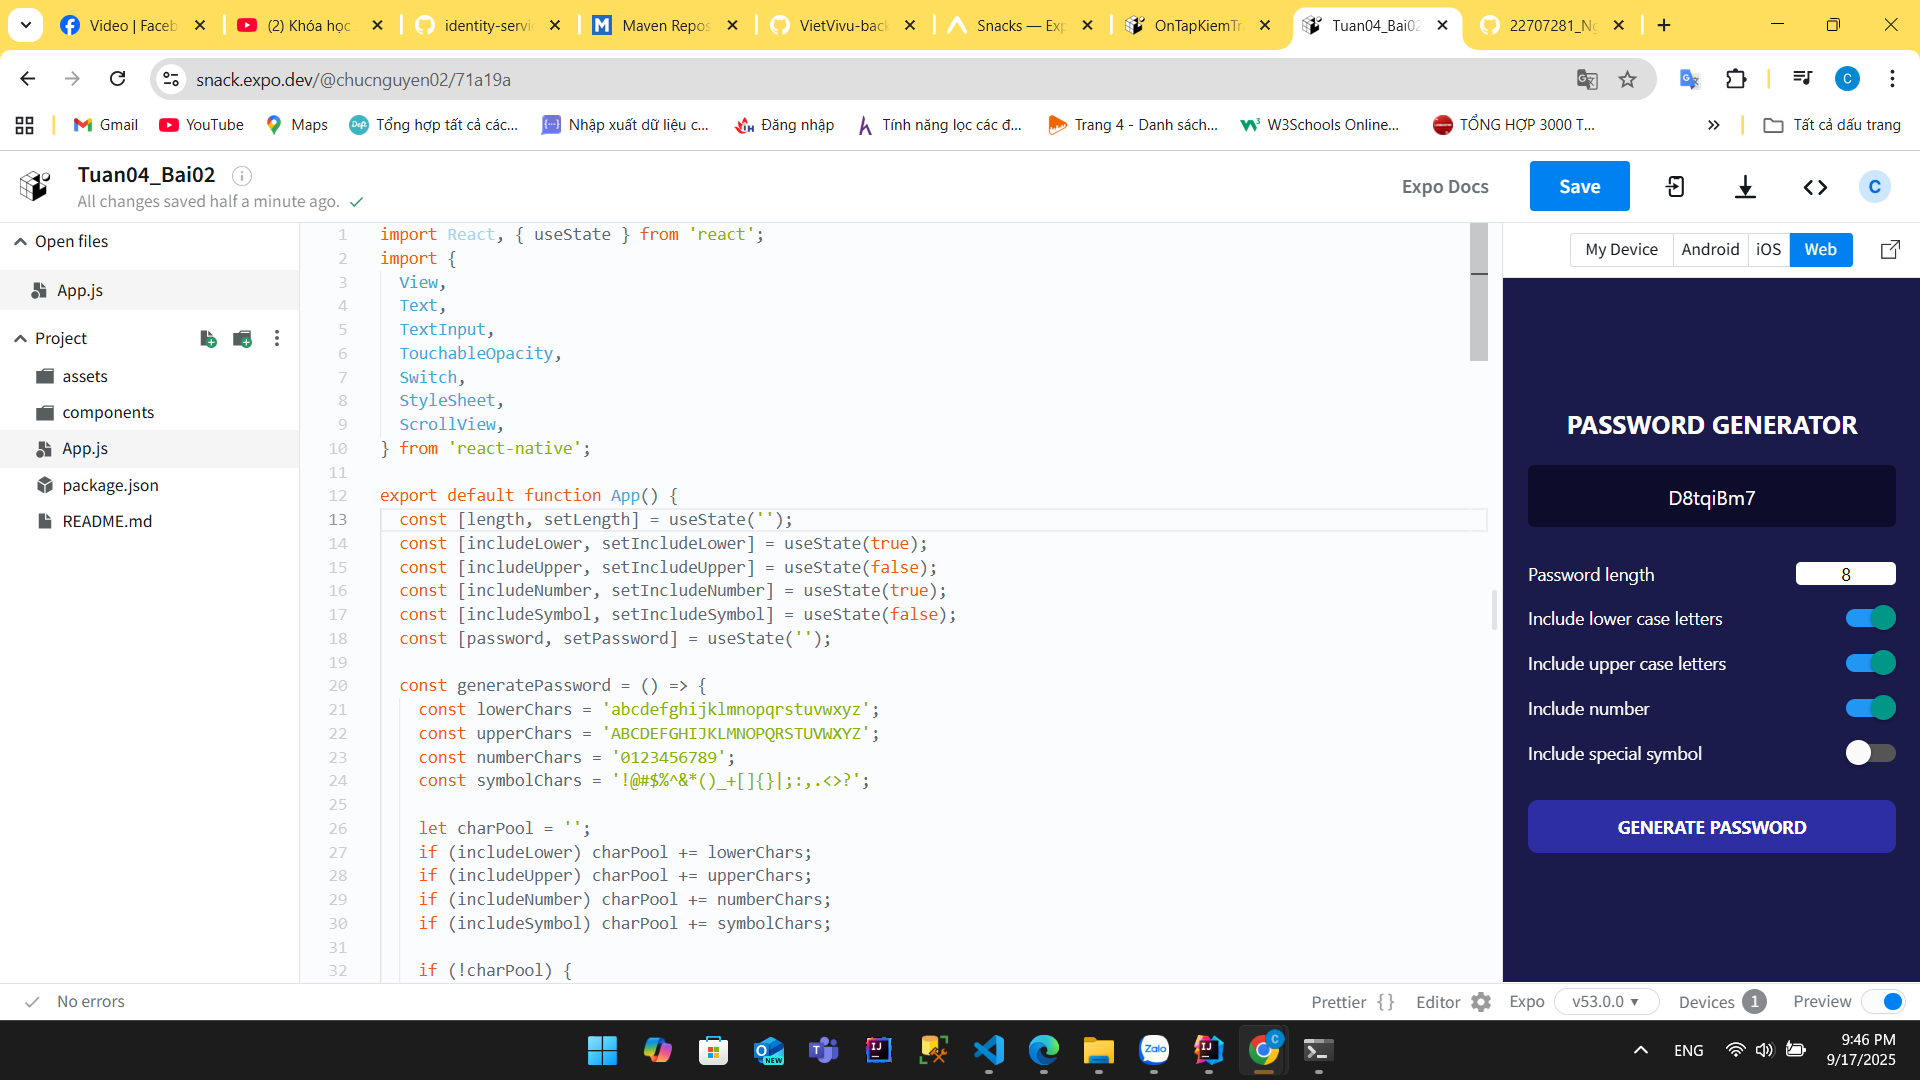 Video | Faceb
(2) Khóa học
identity-servi
Maven Repos
VietVivu-back
Snacks — Exp
OnTapKiemTr
Tuan04_Bai02
22707281_Ng
snack.expo.dev/@chucnguyen02/71a19a
C
Gmail
YouTube
Maps
Tổng hợp tất cả các...
Nhập xuất dữ liệu c...
Đăng nhập
Tính năng lọc các đ...
Trang 4 - Danh sách...
W3Schools Online...
TỔNG HỢP 3000 T...
Tất cả dấu trang
Tuan04_Bai02
All changes saved half a minute ago.
Expo Docs
Save
C
Open files
App.js
Project
assets
components
App.js
package.json
README.md
1 import React, { useState } from 'react';
2 import {
3 View,
4 Text,
5 TextInput,
6 TouchableOpacity,
7 Switch,
8 StyleSheet,
9 ScrollView,
10 } from 'react-native';
11
12 export default function App() {
13 const [length, setLength] = useState('');
14 const [includeLower, setIncludeLower] = useState(true);
15 const [includeUpper, setIncludeUpper] = useState(false);
16 const [includeNumber, setIncludeNumber] = useState(true);
17 const [includeSymbol, setIncludeSymbol] = useState(false);
18 const [password, setPassword] = useState('');
19
20 const generatePassword = () => {
21 const lowerChars = 'abcdefghijklmnopqrstuvwxyz';
22 const upperChars = 'ABCDEFGHIJKLMNOPQRSTUVWXYZ';
23 const numberChars = '0123456789';
24 const symbolChars = '!@#$%^&*()_+[]{}|;:,.<>?';
25
26 let charPool = '';
27 if (includeLower) charPool += lowerChars;
28 if (includeUpper) charPool += upperChars;
29 if (includeNumber) charPool += numberChars;
30 if (includeSymbol) charPool += symbolChars;
31
32 if (!charPool) {
My Device
Android
iOS
Web
PASSWORD GENERATOR
D8tqiBm7
Password length
8
Include lower case letters
Include upper case letters
Include number
Include special symbol
GENERATE PASSWORD
No errors
Prettier {}
Editor
Expo
v53.0.0
Devices 1
Preview
ENG
9:46 PM
9/17/2025